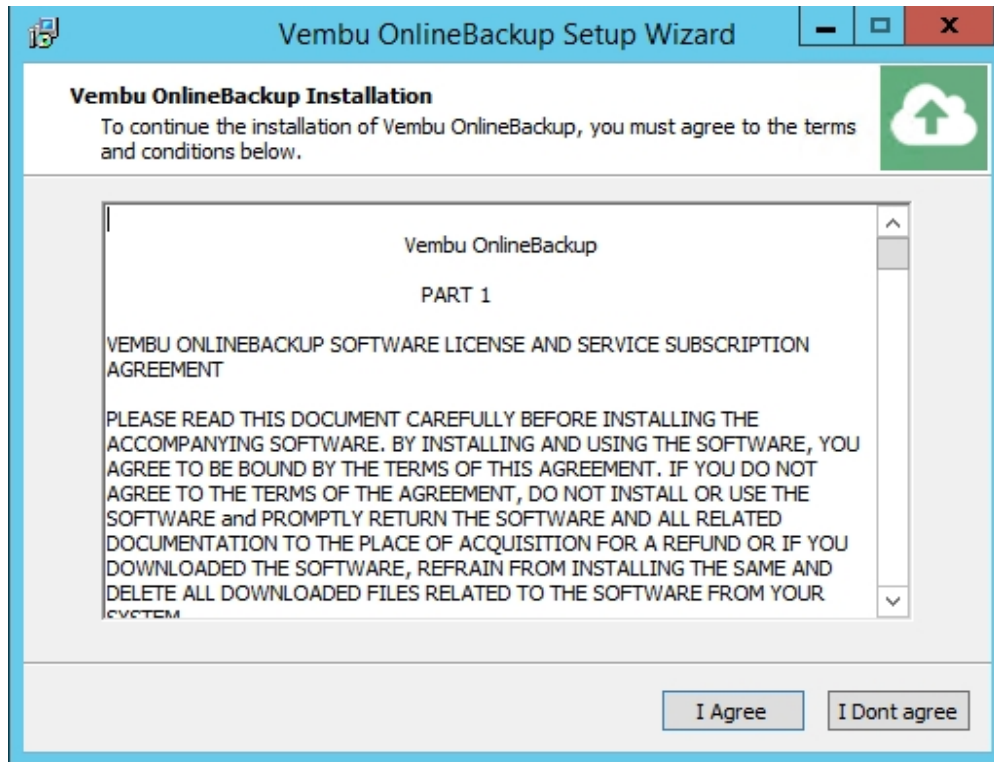 Vembu OnlineBackup Setup Wizard
Vembu OnlineBackup Installation
To continue the installation of Vembu OnlineBackup, you must agree to the terms
and conditions below.
Vembu OnlineBackup
PART 1
VEMBU ONLINEBACKUP SOFTWARE LICENSE AND SERVICE SUBSCRIPTION
AGREEMENT
PLEASE READ THIS DOCUMENT CAREFULLY BEFORE INSTALLING THE
ACCOMPANYING SOFTWARE. BY INSTALLING AND USING THE SOFTWARE, YOU
AGREE TO BE BOUND BY THE TERMS OF THIS AGREEMENT. IF YOU DO NOT
AGREE TO THE TERMS OF THE AGREEMENT, DO NOT INSTALL OR USE THE
SOFTWARE and PROMPTLY RETURN THE SOFTWARE AND ALL RELATED
DOCUMENTATION TO THE PLACE OF ACQUISITION FOR A REFUND OR IF YOU
DOWNLOADED THE SOFTWARE, REFRAIN FROM INSTALLING THE SAME AND
DELETE ALL DOWNLOADED FILES RELATED TO THE SOFTWARE FROM YOUR
SYSTEM
I Agree
I Dont agree